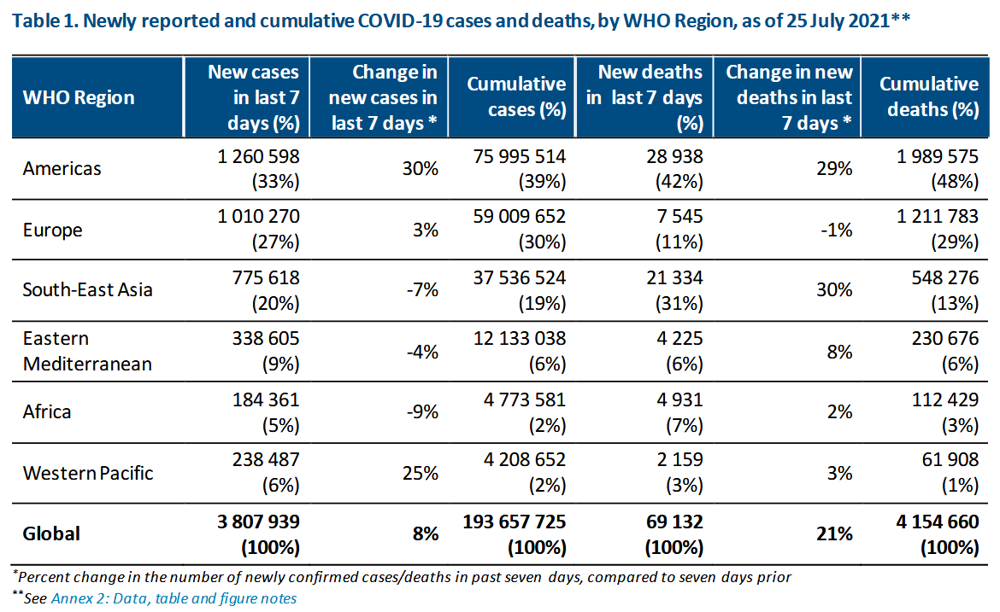 Table 1. Newly reported and cumulative COVID-19 cases and deaths, by WHO Region, as of 25 July 2021**
WHO Region
New cases
in last 7
days (%)
Change in
new cases in
last 7 days *
Cumulative
cases (%)
New deaths
in last 7 days
(%)
Change in new
deaths in last
7 days *
Cumulative
deaths (%)
Americas
1 260 598
(33%)
30%
75 995 514
(39%)
28 938
(42%)
29%
1 989 575
(48%)
Europe
1 010 270
(27%)
3%
59 009 652
(30%)
7 545
(11%)
-1%
1 211 783
(29%)
South-East Asia
775 618
(20%)
-7%
37 536 524
(19%)
21 334
(31%)
30%
548 276
(13%)
Eastern
Mediterranean
338 605
(9%)
-4%
12 133 038
(6%)
4 225
(6%)
8%
230 676
(6%)
Africa
184 361
(5%)
-9%
4 773 581
(2%)
4 931
(7%)
2%
112 429
(3%)
Western Pacific
238 487
(6%)
25%
4 208 652
(2%)
2 159
(3%)
3%
61 908
(1%)
Global
3 807 939
(100%)
8%
193 657 725
(100%)
69 132
(100%)
21%
4 154 660
(100%)
*Percent change in the number of newly confirmed cases/deaths in past seven days, compared to seven days prior
**See Annex 2: Data, table and figure notes